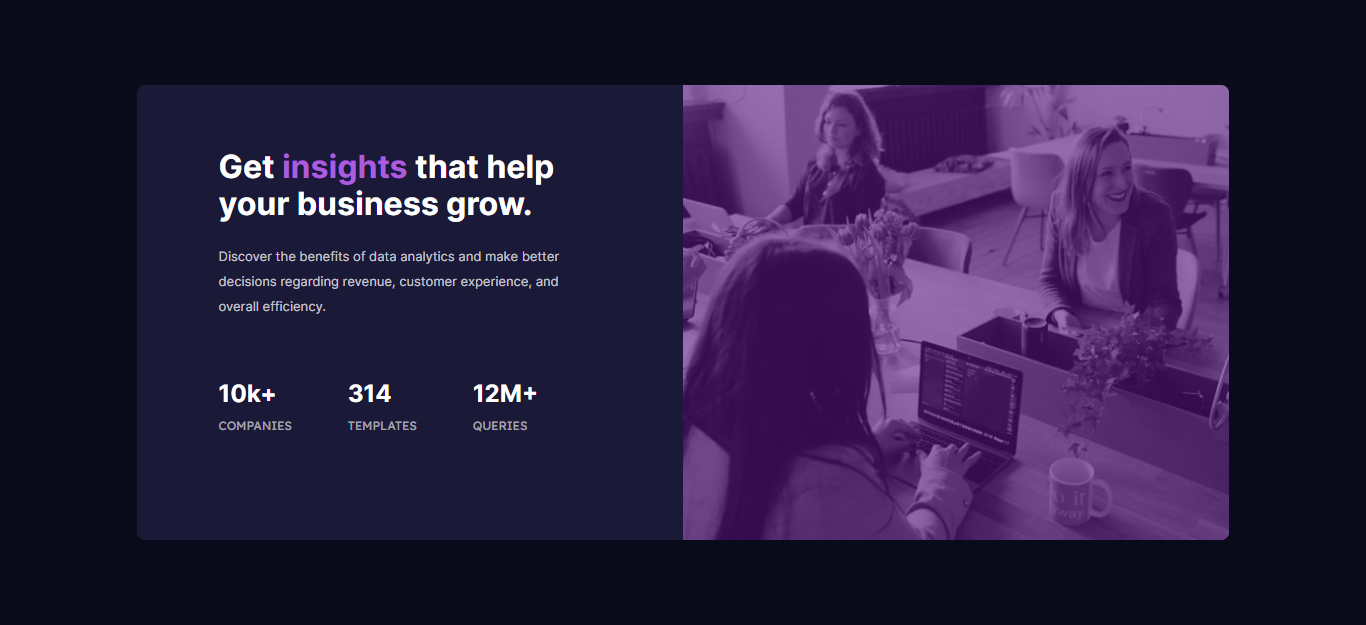 Get insights that help
your business grow.
Discover the benefits of data analytics and make better
decisions regarding revenue, customer experience, and
overall efficiency.
10k+ 314 12M+
COMPANIES TEMPLATES QUERIES